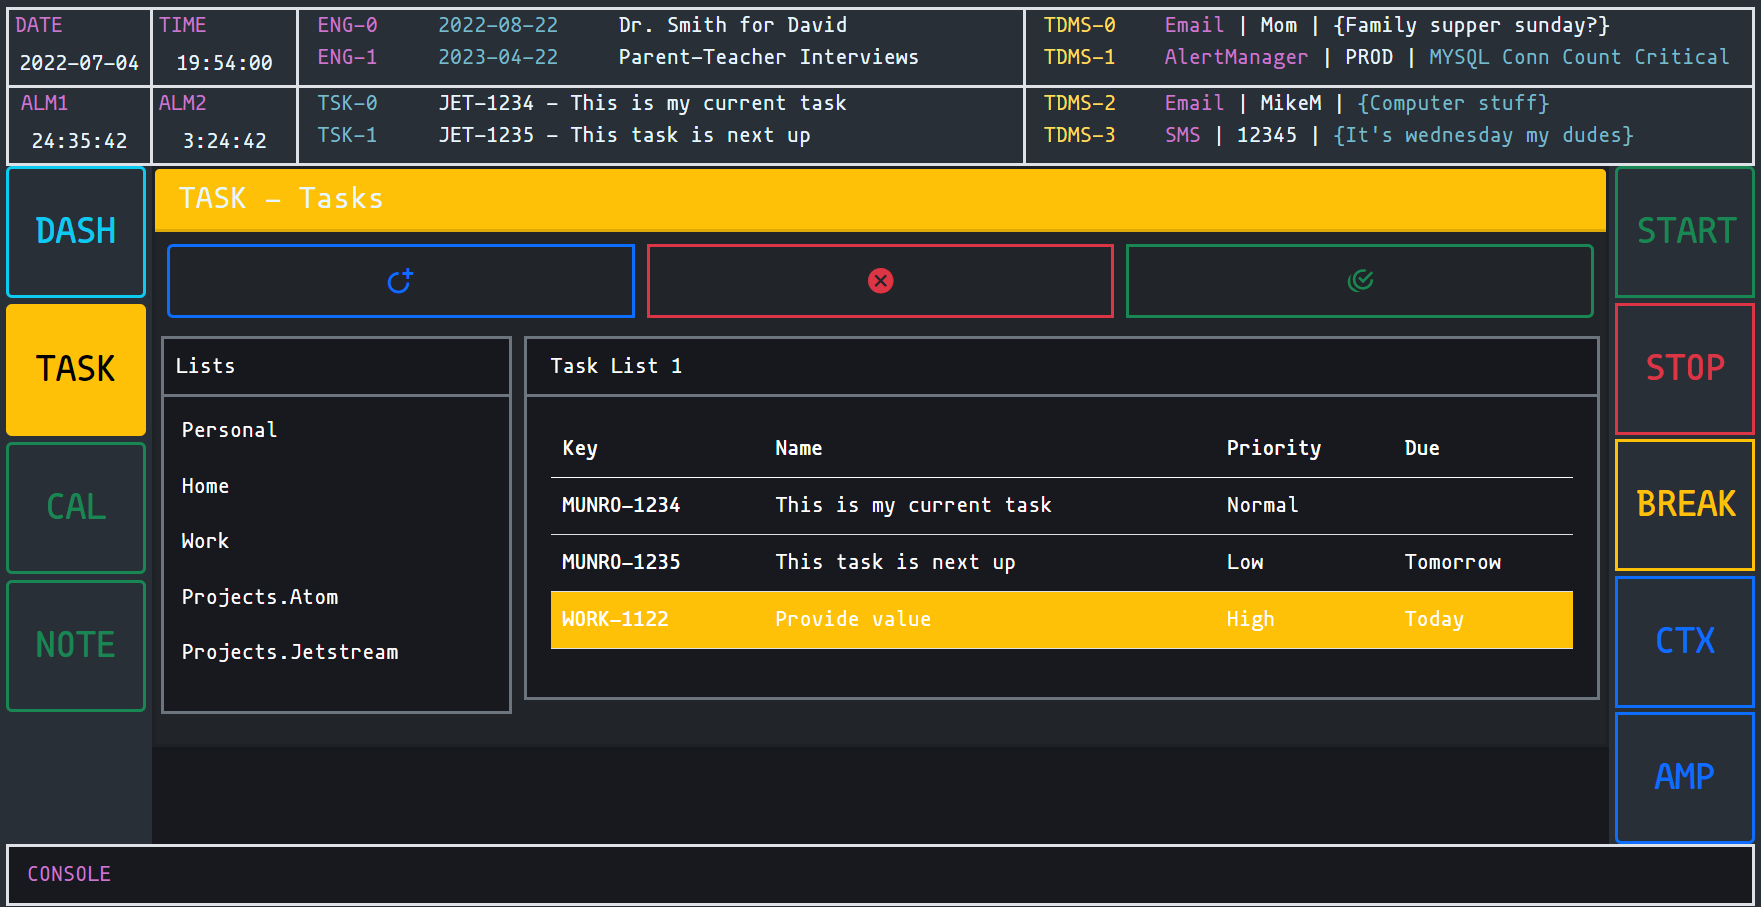 DATE
2022-07-04
TIME
19:54:00
ENG-0 2022-08-22 Dr. Smith for David
ENG-1 2023-04-22 Parent-Teacher Interviews
TDMS-0 Email | Mom | {Family supper sunday?}
TDMS-1 AlertManager | PROD | MYSQL Conn Count Critical
ALM1
24:35:42
ALM2
3:24:42
TSK-0 JET-1234 - This is my current task
TSK-1 JET-1235 - This task is next up
TDMS-2 Email | MikeM | {Computer stuff}
TDMS-3 SMS | 12345 | {It's wednesday my dudes}
DASH
TASK
CAL
NOTE
TASK - Tasks
Lists
Personal
Home
Work
Projects.Atom
Projects.Jetstream
Task List 1
Key Name Priority Due
MUNRO-1234 This is my current task Normal
MUNRO-1235 This task is next up Low Tomorrow
WORK-1122 Provide value High Today
START
STOP
BREAK
CTX
AMP
CONSOLE